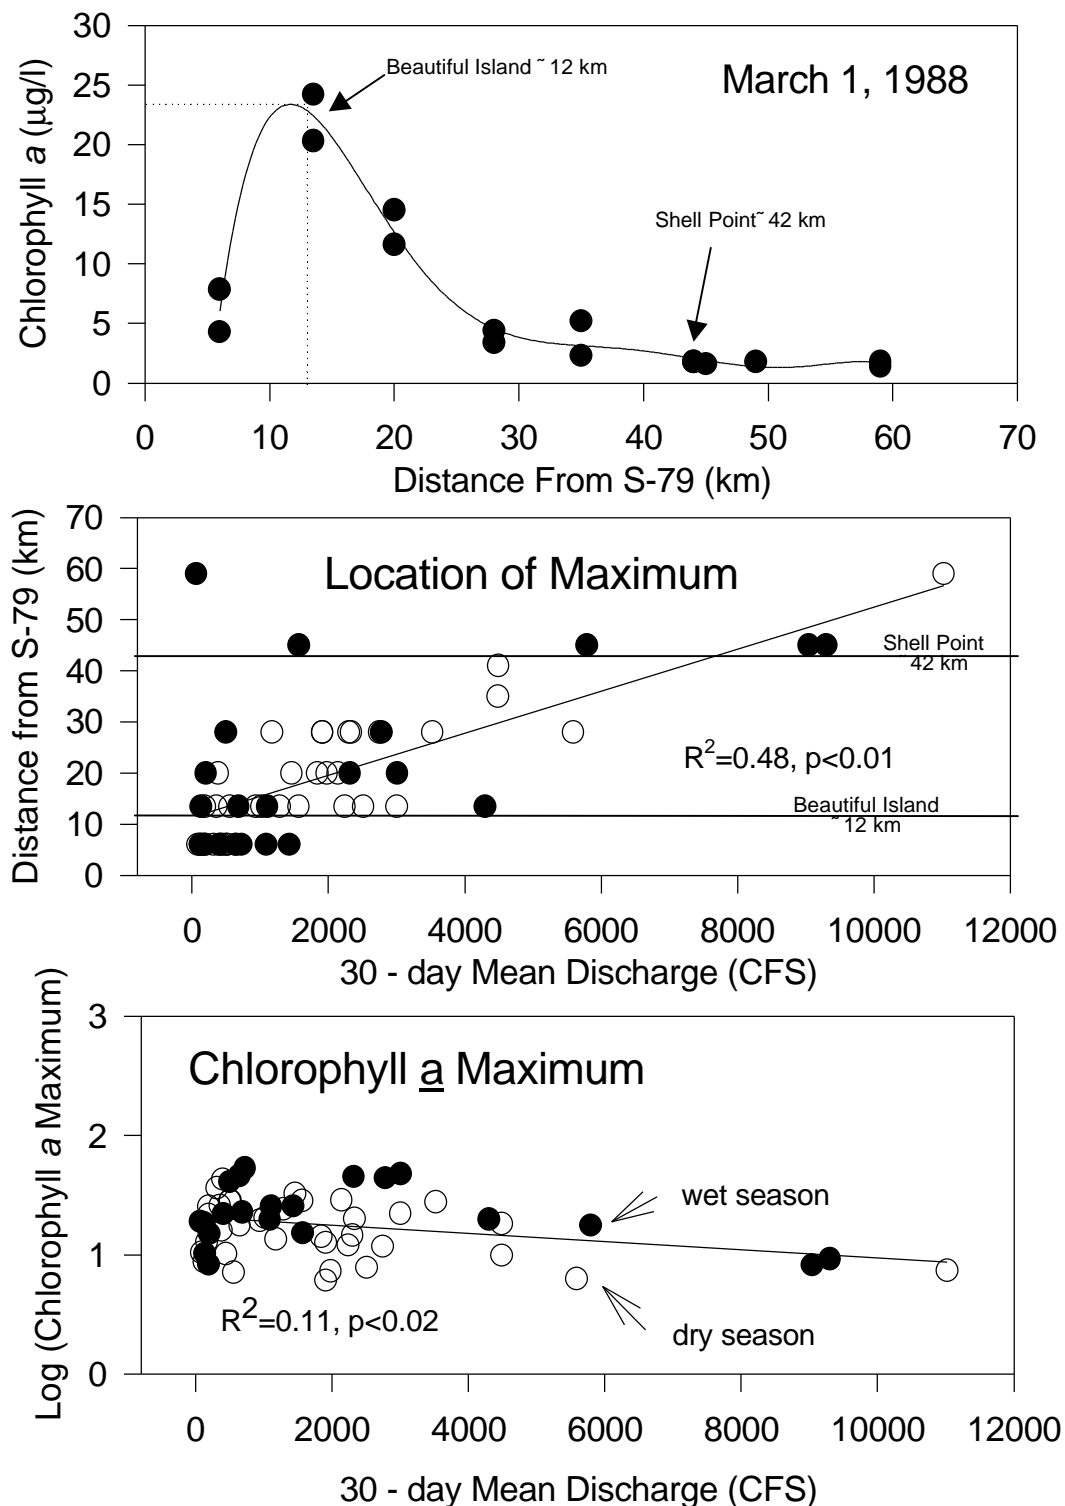 30
25
20
15
10
5
0
Chlorophyll a (µg/l)
Beautiful Island ~ 12 km
March 1, 1988
Shell Point ~ 42 km
0 10 20 30 40 50 60 70
Distance From S-79 (km)
70
60
50
40
30
20
10
0
Distance from S-79 (km)
Location of Maximum
Shell Point
~ 42 km
R²=0.48, p<0.01
Beautiful Island
~ 12 km
0 2000 4000 6000 8000 10000 12000
30 - day Mean Discharge (CFS)
3
2
1
0
Log (Chlorophyll a Maximum)
Chlorophyll a Maximum
wet season
R²=0.11, p<0.02
dry season
0 2000 4000 6000 8000 10000 12000
30 - day Mean Discharge (CFS)